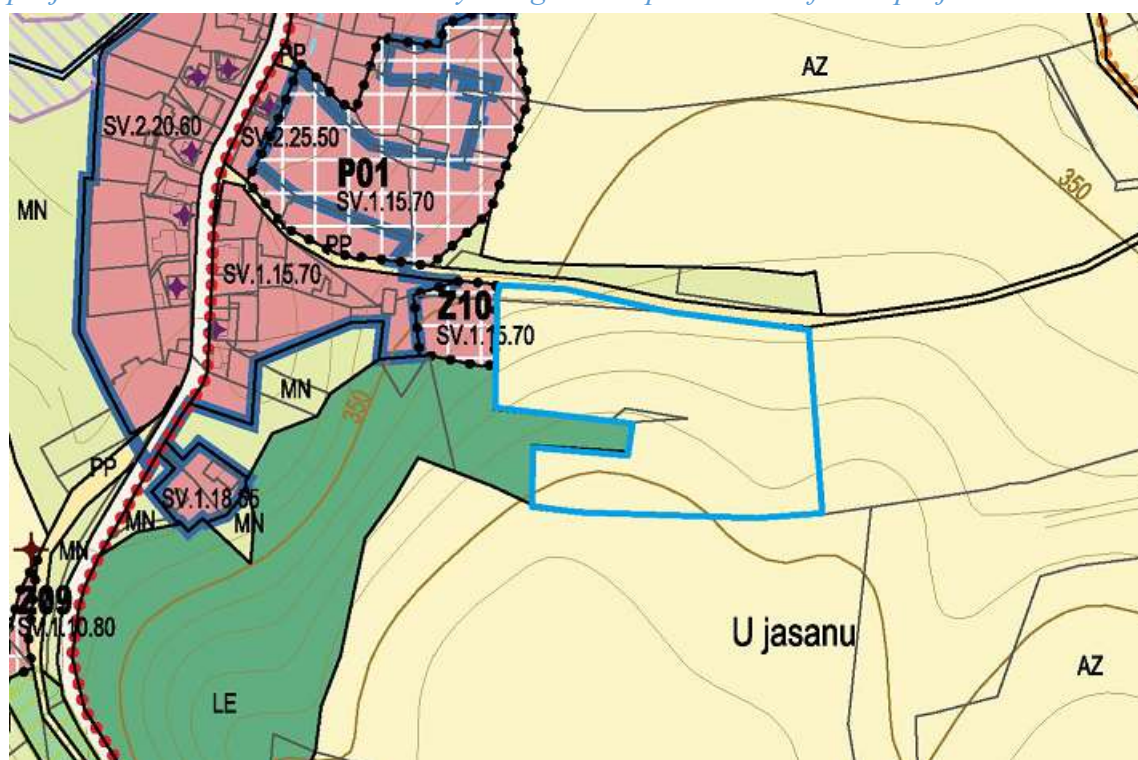 PP
AZ
SV.2.20.60
SV.2.25.50
P01
SV.1.15.70
350
MN
PP
SV.1.15.70
Z10
SV.1.15.70
MN
350
PP
SV.1.18.55
MN
MN
MN
Z09
SV.1.10.80
U jasanu
AZ
LE